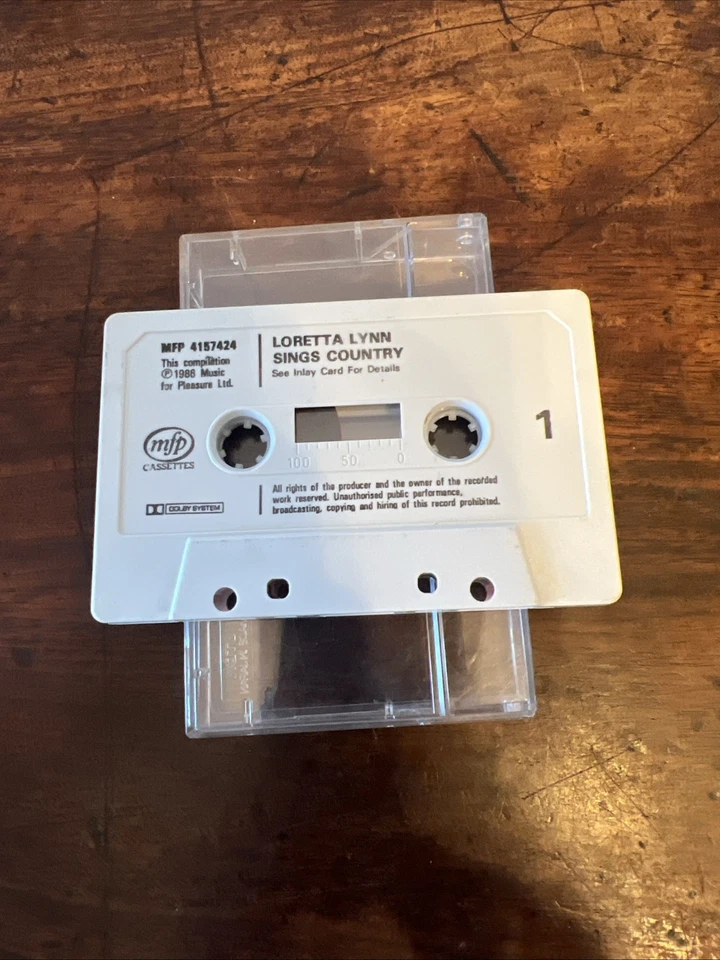 MFP 4157424
This compilation
Ⓟ1986 Music
for Pleasure Ltd.
LORETTA LYNN
SINGS COUNTRY
See Inlay Card For Details
1
mfp
CASSETTES
100 50 0
DOLBY SYSTEM
All rights of the producer and the owner of the recorded
work reserved. Unauthorised public performance,
broadcasting, copying and hiring of this record prohibited.